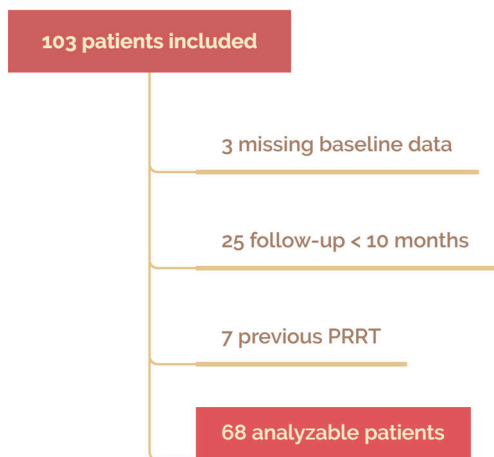 103 patients included
3 missing baseline data
25 follow-up < 10 months
7 previous PRRT
68 analyzable patients